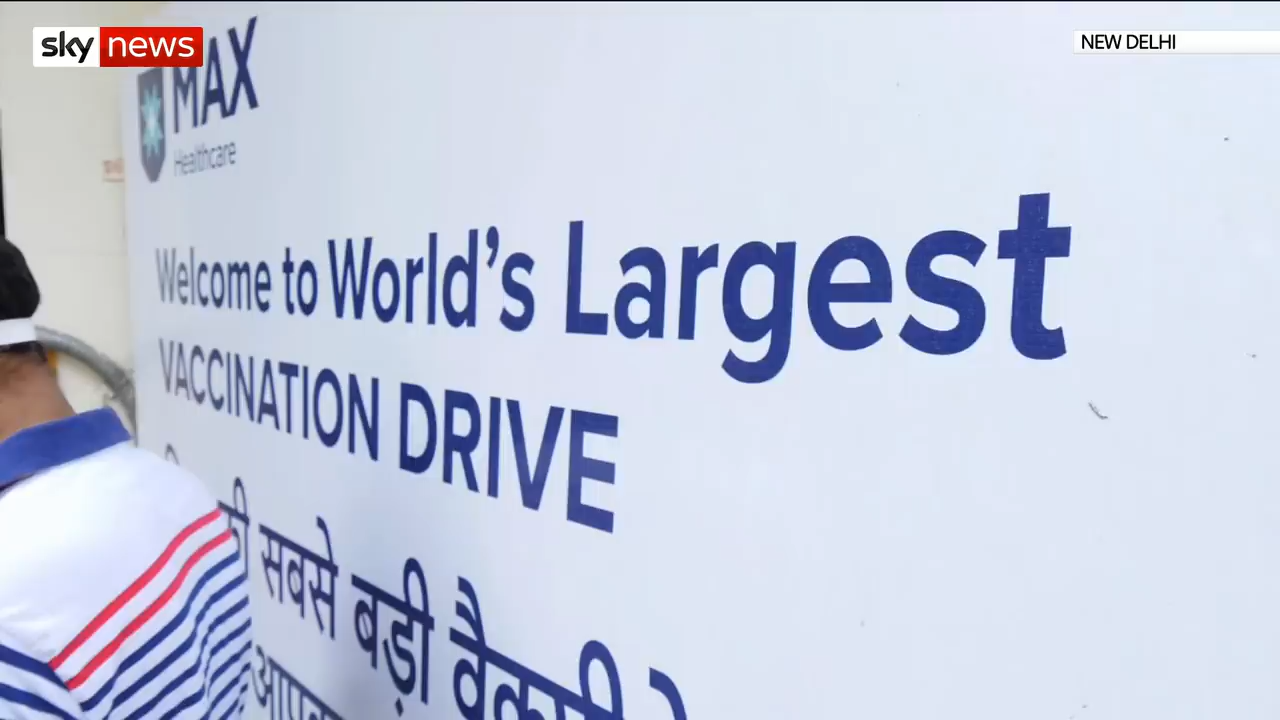 sky news
NEW DELHI
MAX
Healthcare
Welcome to World's Largest
VACCINATION DRIVE
की सबसे बड़ी